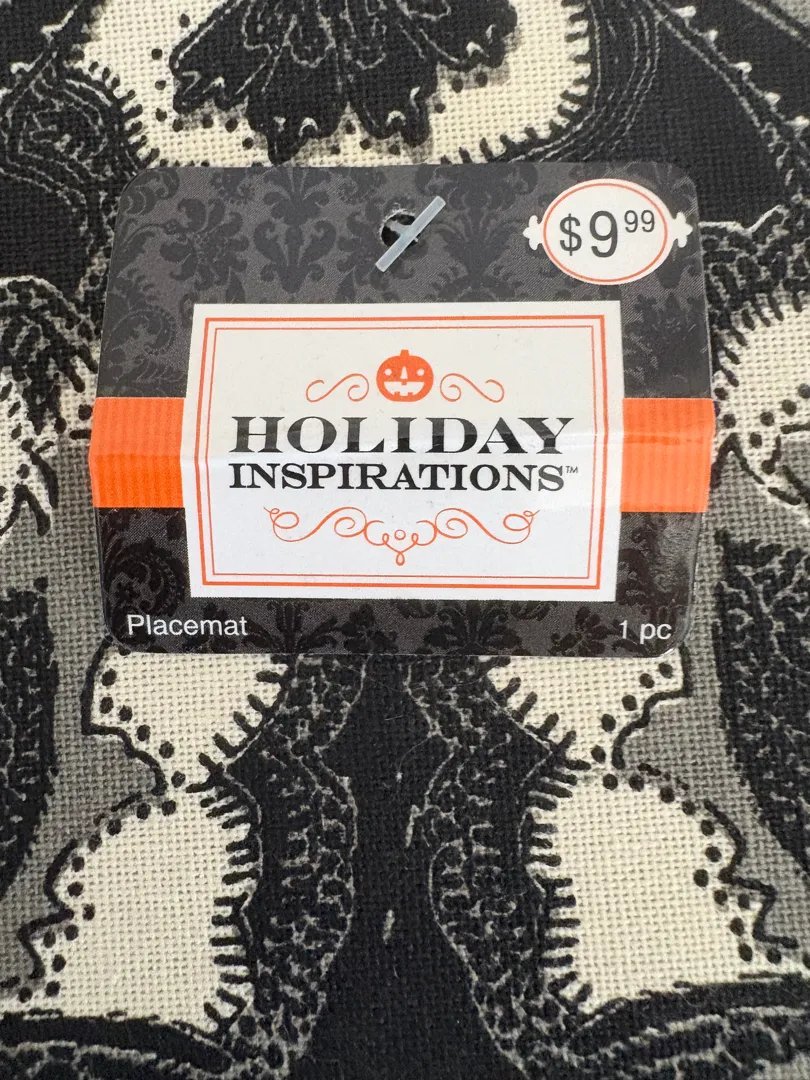 $9.99
HOLIDAY
INSPIRATIONS™
Placemat
1 pc